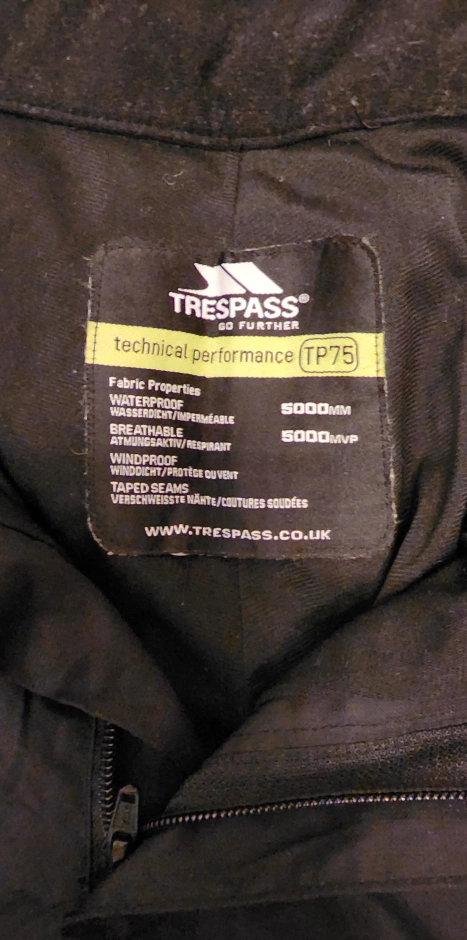 TRESPASS®
GO FURTHER
technical performance TP75
Fabric Properties
WATERPROOF 5000MM
WASSERDICHT/IMPERMÉABLE
BREATHABLE 5000MVP
ATMUNGSAKTIV/RESPIRANT
WINDPROOF
WINDDICHT/PROTÈGE DU VENT
TAPED SEAMS
VERSCHWEISSTE NÄHTE/COUTURES SOUDÉES
WWW.TRESPASS.CO.UK